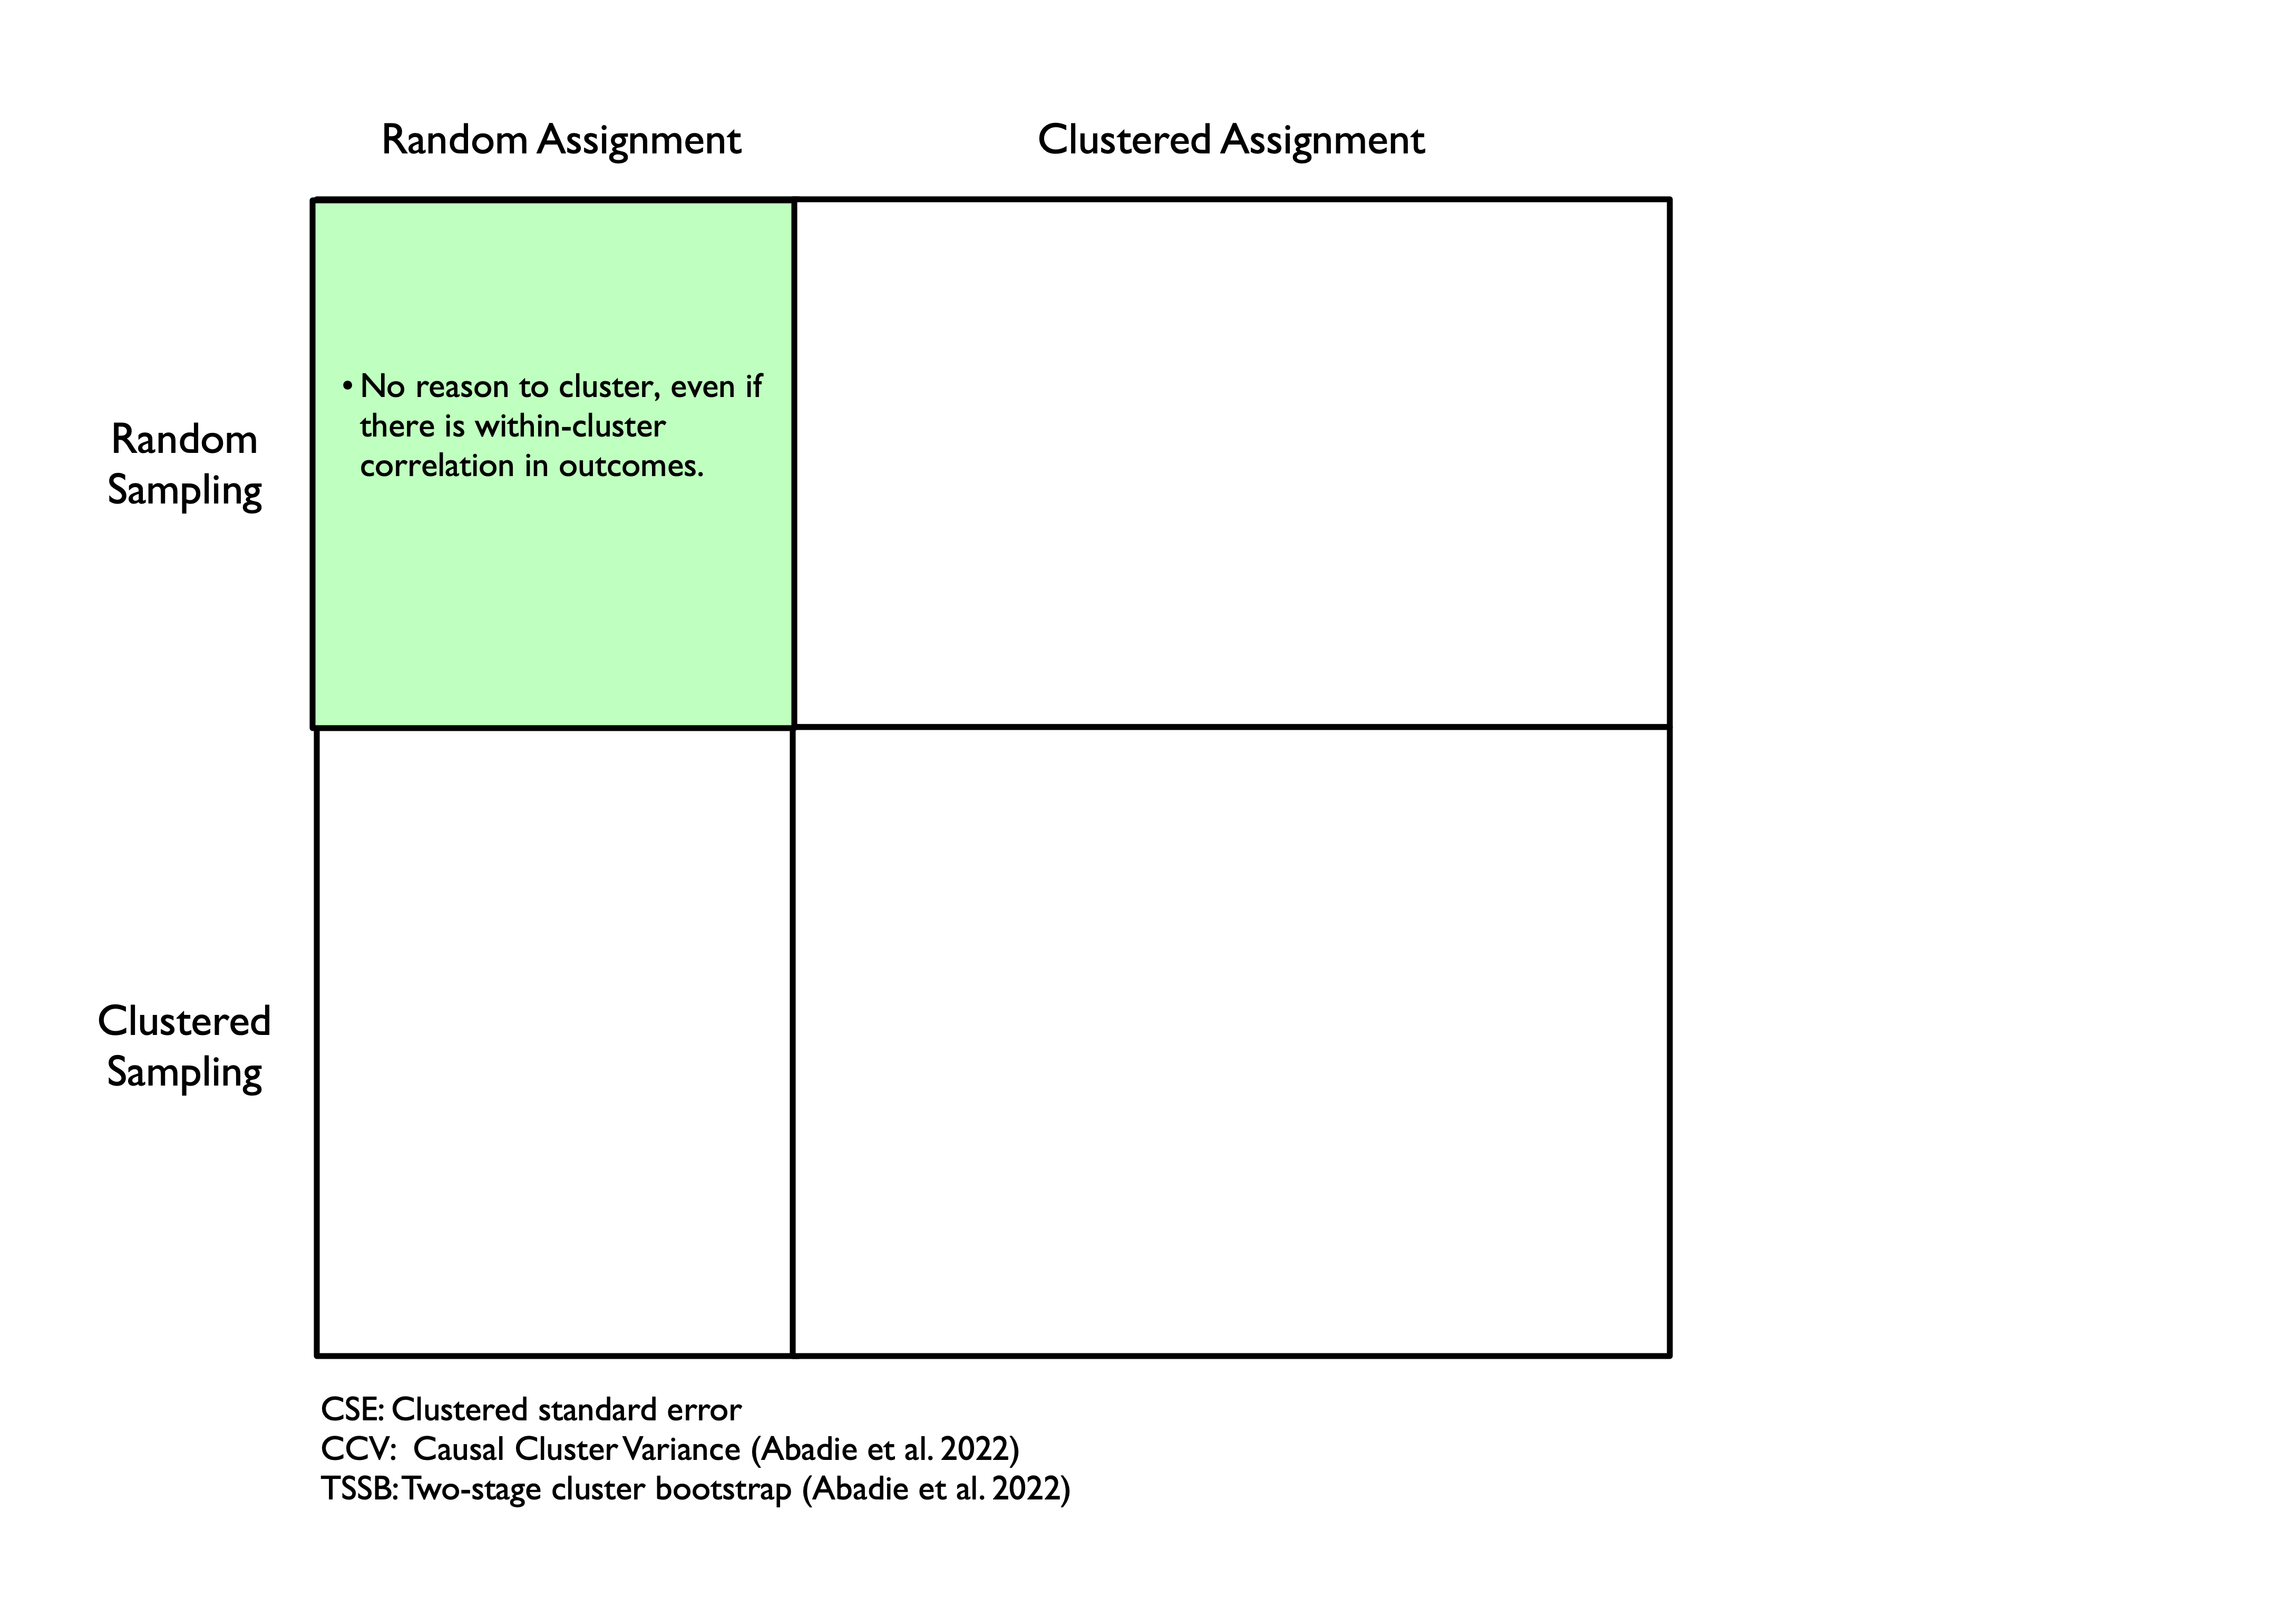 Random Assignment
Clustered Assignment
• No reason to cluster, even if
there is within-cluster
correlation in outcomes.
Random
Sampling
Clustered
Sampling
CSE: Clustered standard error
CCV: Causal Cluster Variance (Abadie et al. 2022)
TSSB: Two-stage cluster bootstrap (Abadie et al. 2022)